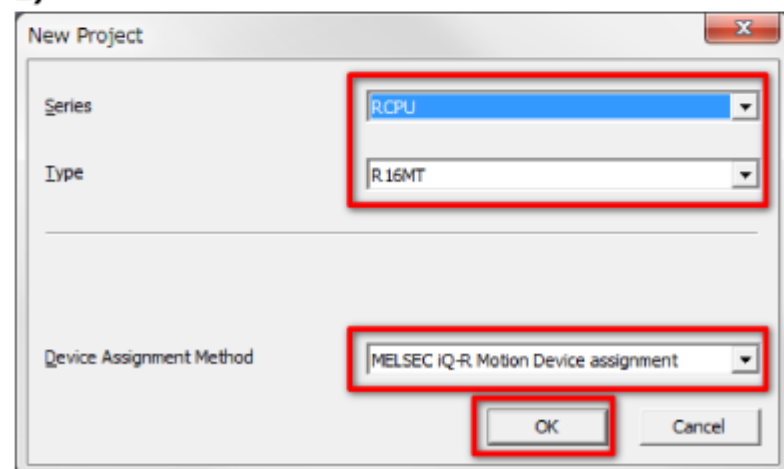 New Project
Series RCPU
Type R16MT
Device Assignment Method MELSEC iQ-R Motion Device assignment
OK Cancel